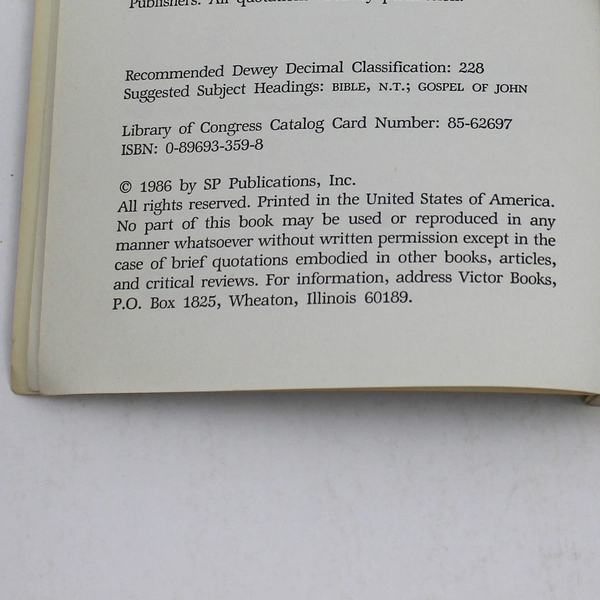 Publishers. All
Recommended Dewey Decimal Classification: 228
Suggested Subject Headings: BIBLE, N.T.; GOSPEL OF JOHN
Library of Congress Catalog Card Number: 85-62697
ISBN: 0-89693-359-8
© 1986 by SP Publications, Inc.
All rights reserved. Printed in the United States of America.
No part of this book may be used or reproduced in any
manner whatsoever without written permission except in the
case of brief quotations embodied in other books, articles,
and critical reviews. For information, address Victor Books,
P.O. Box 1825, Wheaton, Illinois 60189.